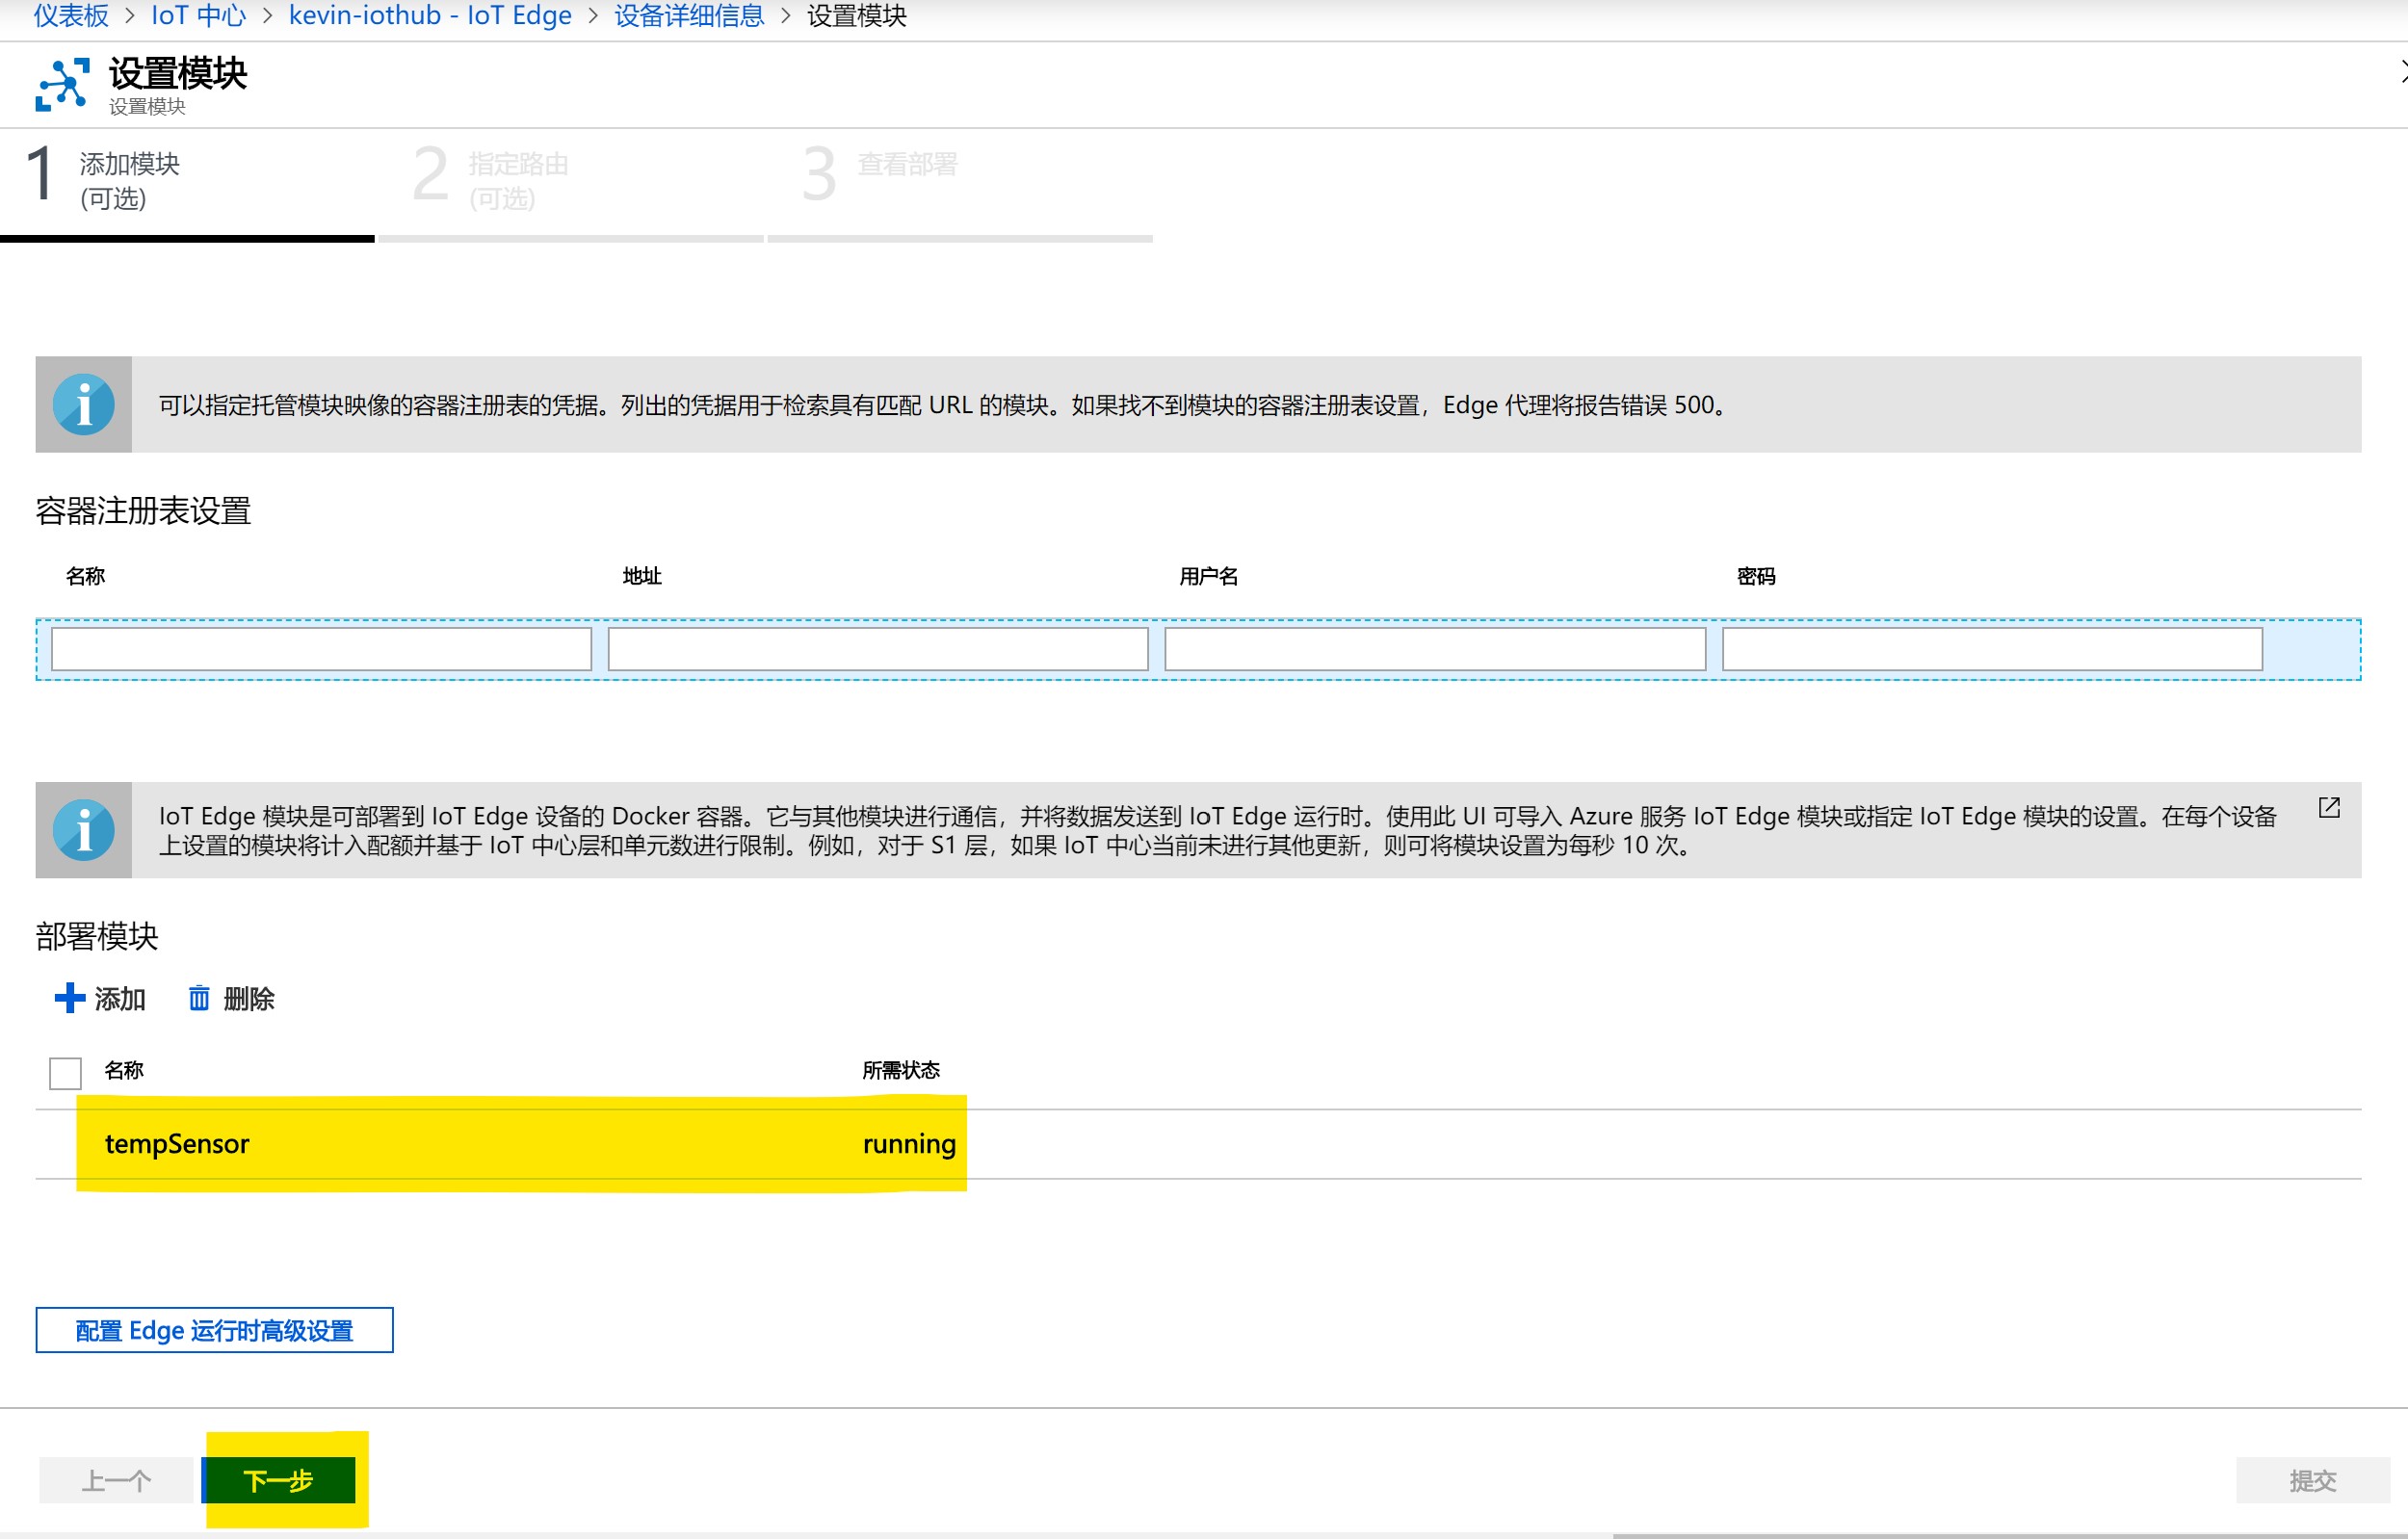 仪表板 > IoT 中心 > kevin-iothub - IoT Edge > 设备详细信息 > 设置模块
设置模块
设置模块
1 添加模块
(可选)
2 指定路由
(可选)
3 查看部署
可以指定托管模块映像的容器注册表的凭据。列出的凭据用于检索具有匹配 URL 的模块。如果找不到模块的容器注册表设置，Edge 代理将报告错误 500。
容器注册表设置
名称 地址 用户名 密码
IoT Edge 模块是可部署到 IoT Edge 设备的 Docker 容器。它与其他模块进行通信，并将数据发送到 IoT Edge 运行时。使用此 UI 可导入 Azure 服务 IoT Edge 模块或指定 IoT Edge 模块的设置。在每个设备
上设置的模块将计入配额并基于 IoT 中心层和单元数进行限制。例如，对于 S1 层，如果 IoT 中心当前未进行其他更新，则可将模块设置为每秒 10 次。
部署模块
添加 删除
名称 所需状态
tempSensor running
配置 Edge 运行时高级设置
上一个 下一步 提交